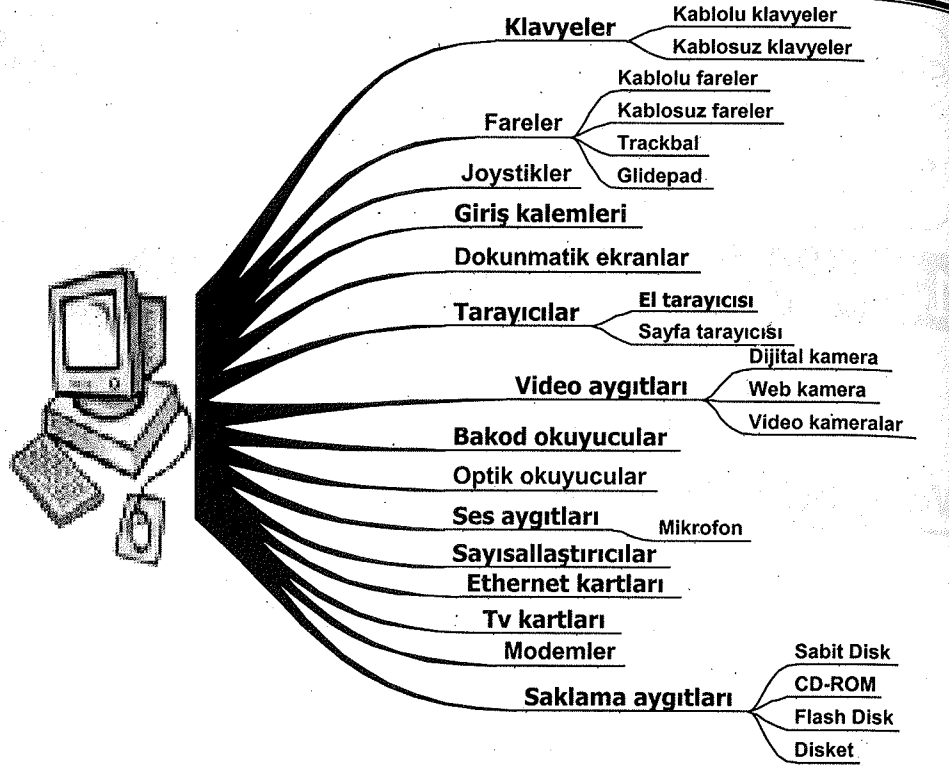 Klavyeler
Kablolu klavyeler
Kablosuz klavyeler
Fareler
Kablolu fareler
Kablosuz fareler
Trackbal
Glidepad
Joystikler
Giriş kalemleri
Dokunmatik ekranlar
Tarayıcılar
El tarayıcısı
Sayfa tarayıcısı
Video aygıtları
Dijital kamera
Web kamera
Video kameralar
Bakod okuyucular
Optik okuyucular
Ses aygıtları
Mikrofon
Sayısallaştırıcılar
Ethernet kartları
Tv kartları
Modemler
Saklama aygıtları
Sabit Disk
CD-ROM
Flash Disk
Disket